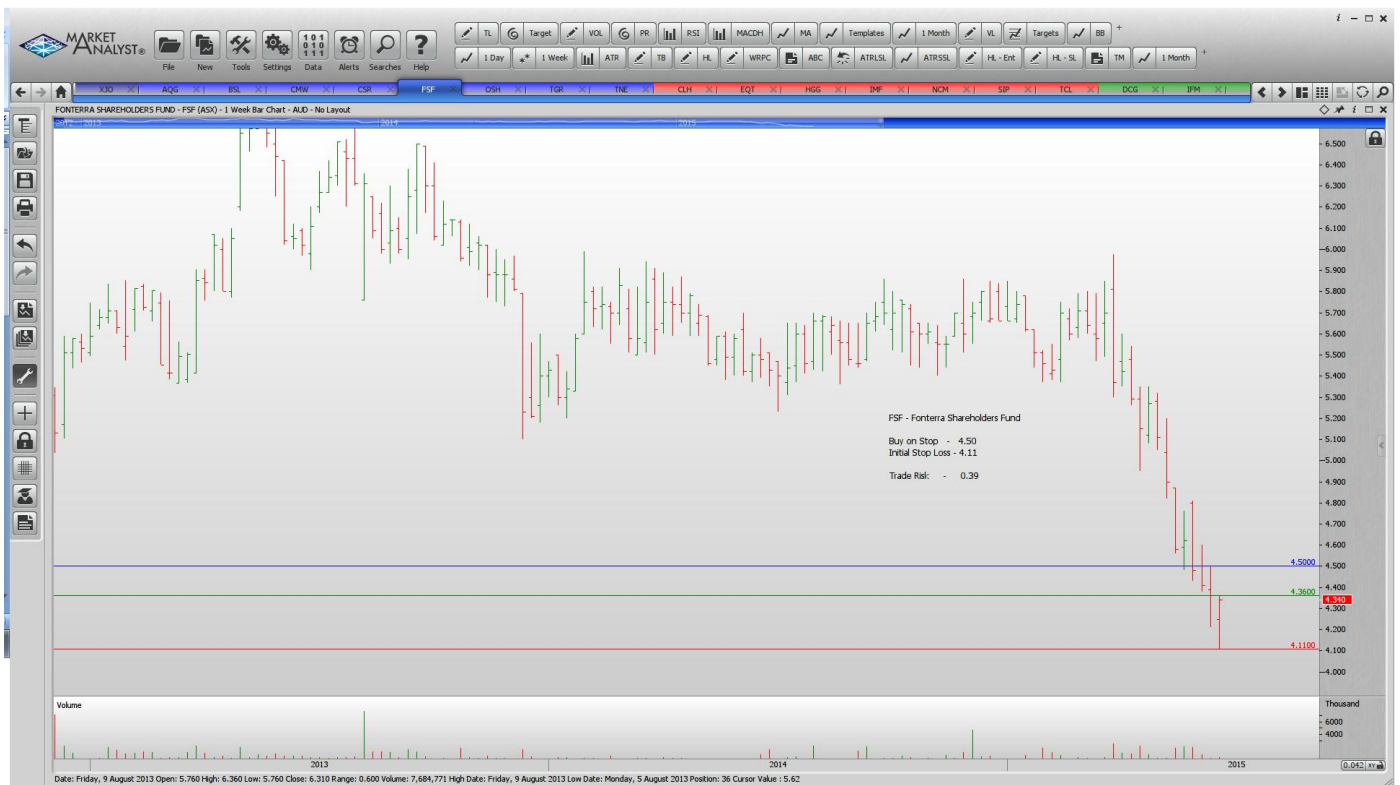 i
MARKET
ANALYST®
File New Tools Settings Data Alerts Searches Help
101
010
111
TL Target VOL PR RSI MACDH MA Templates 1 Month VL Targets BB +
1 Day 1 Week ATR TB HL WRPC ABC ATRLSL ATRSSL HL - Ent HL - SL TM 1 Month +
XJO AQG BSL CMW CSR FSF OSH TGR TNE CLH EQT HGG IMF NCM SIP TCL DCG IFM
FONTERRA SHAREHOLDERS FUND - FSF (ASX) - 1 Week Bar Chart - AUD - No Layout
2012 2013 2014 2015
6.500
6.400
6.300
6.200
6.100
6.000
5.900
5.800
5.700
5.600
5.500
5.400
5.300
FSF - Fonterra Shareholders Fund
5.200
Buy on Stop - 4.50
5.100
Initial Stop Loss - 4.11
5.000
Trade Risk - 0.39
4.900
4.800
4.700
4.600
4.5000 4.500
4.400
4.3600
4.340
4.300
4.200
4.1100 4.100
4.000
Volume Thousand
6000
4000
2013 2014 2015
Date: Friday, 9 August 2013 Open: 5.760 High: 6.360 Low: 5.760 Close: 6.310 Range: 0.600 Volume: 7,684,771 High Date: Friday, 9 August 2013 Low Date: Monday, 5 August 2013 Position: 36 Cursor Value : 5.62
0.042 XY